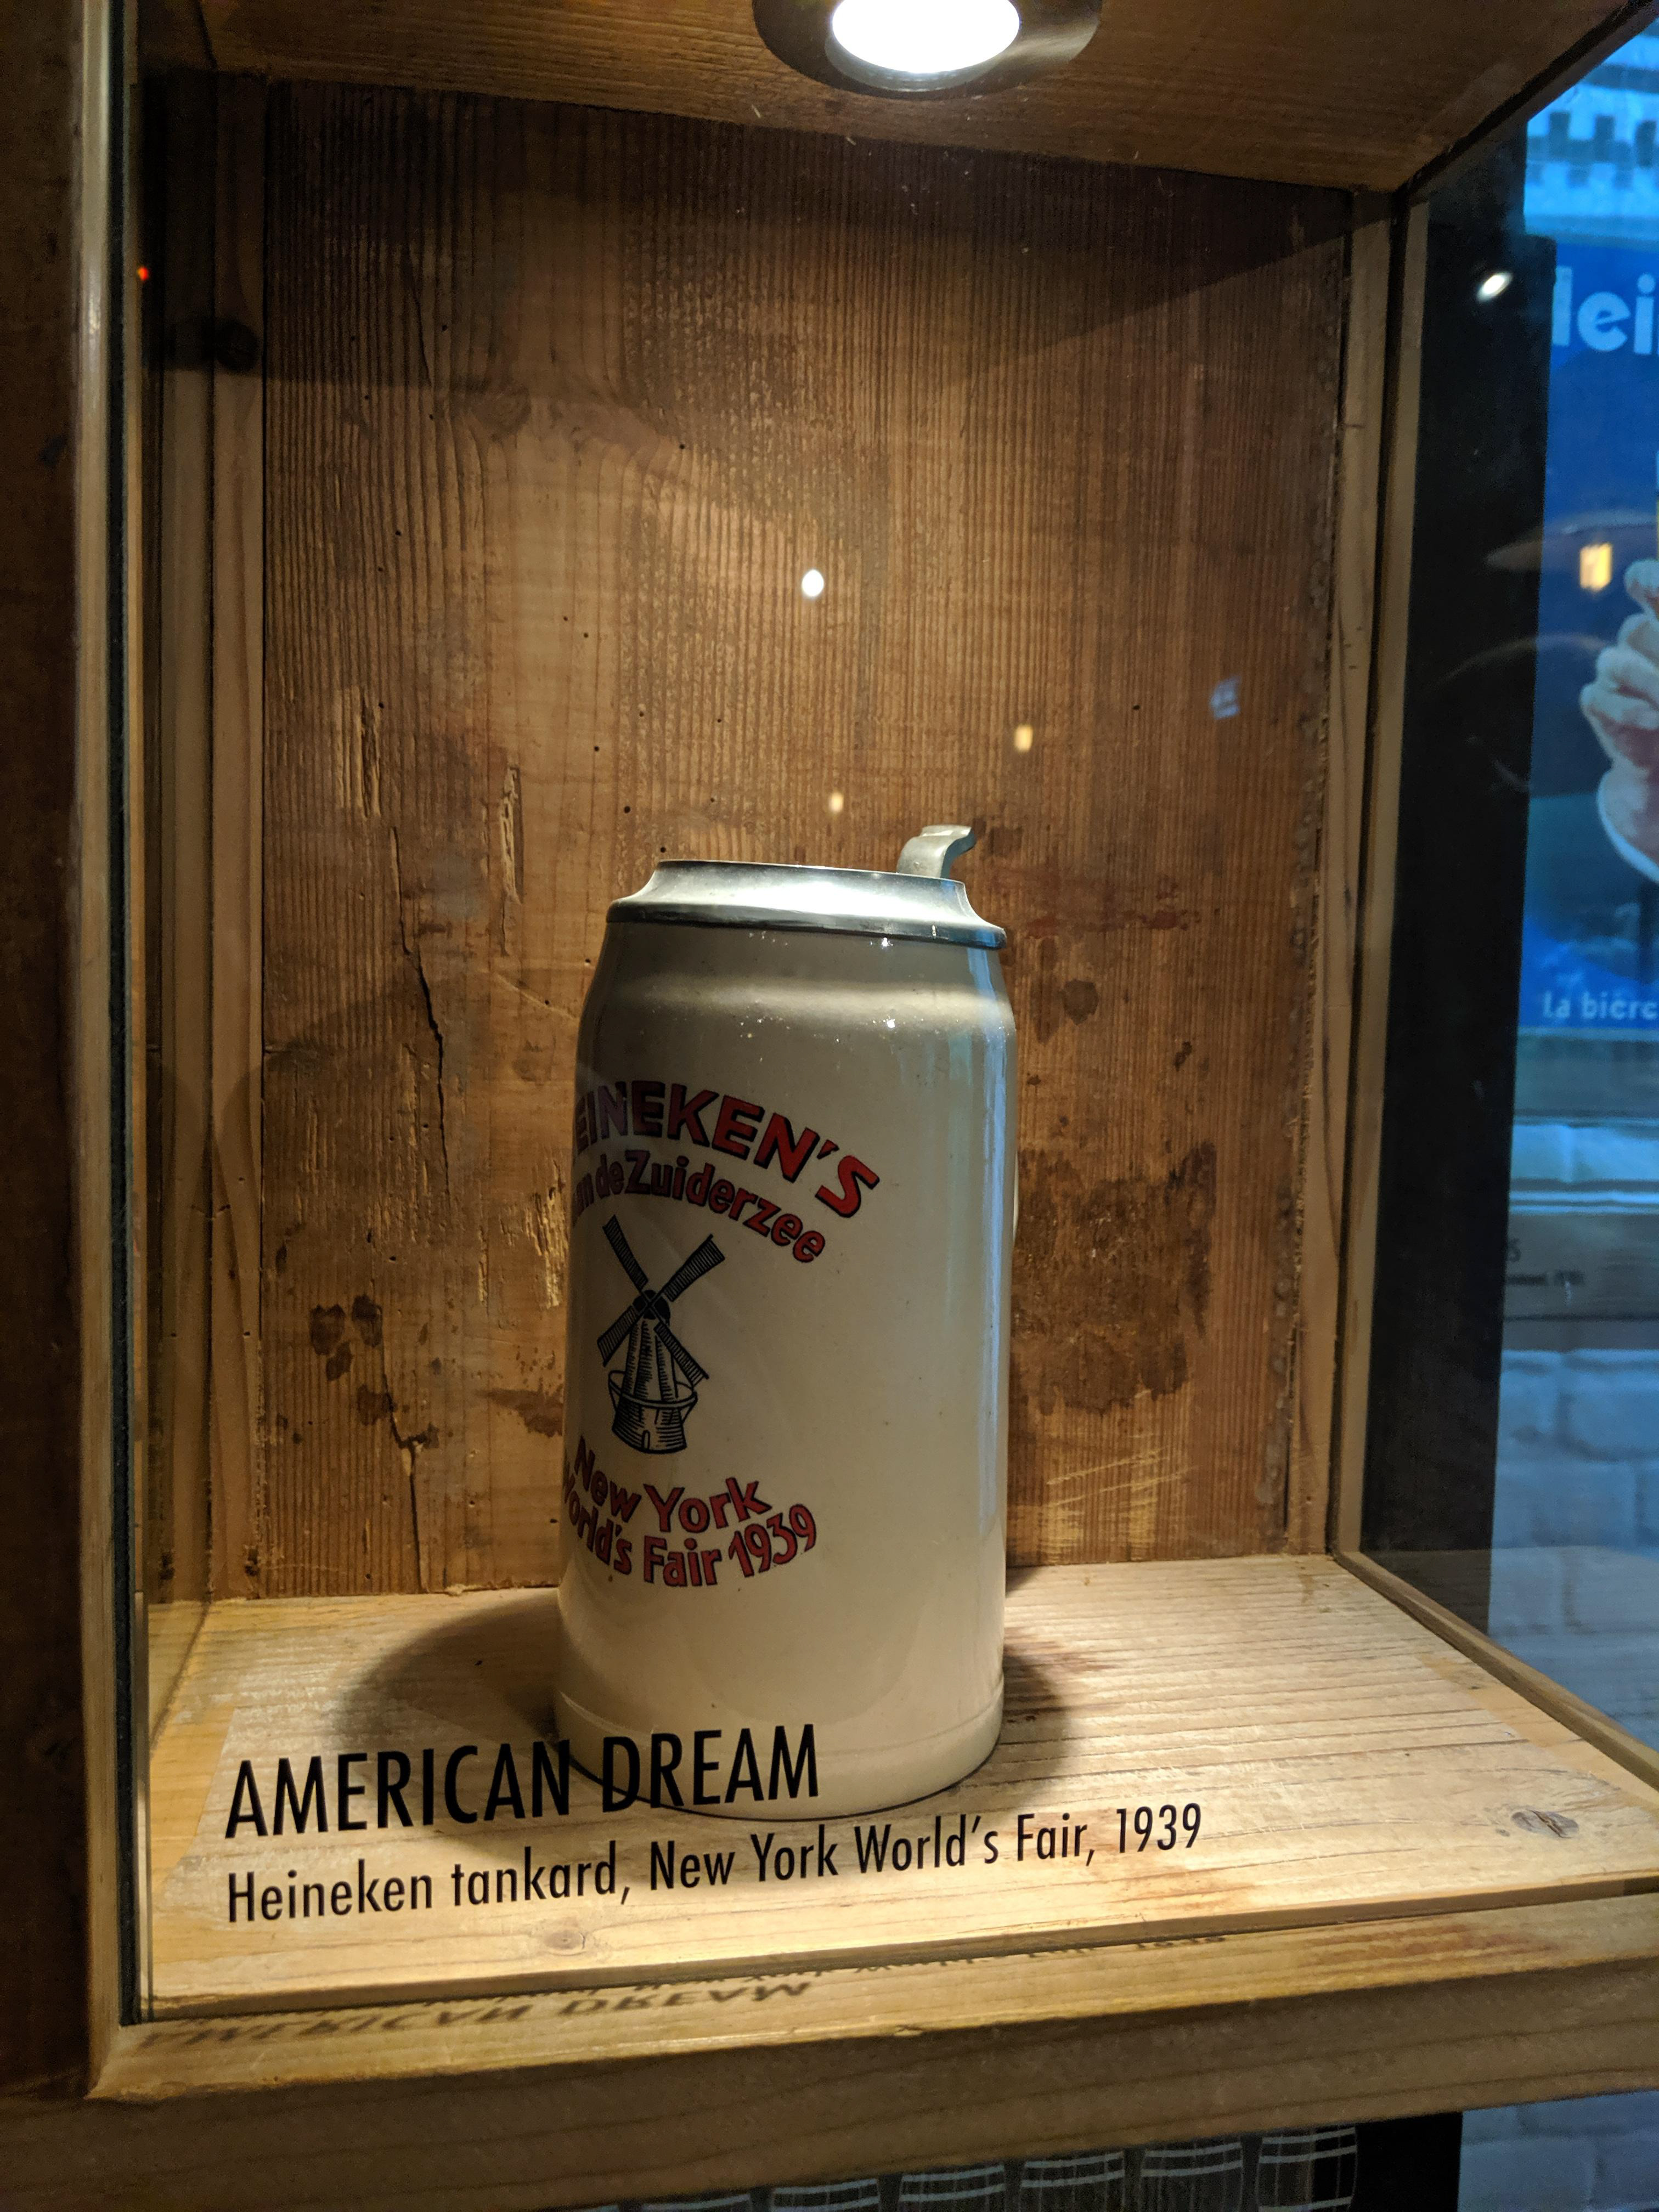 EINEKEN'S
de Zuiderzee
New York
World's Fair 1939
AMERICAN DREAM
Heineken tankard, New York World's Fair, 1939
lei
La bière